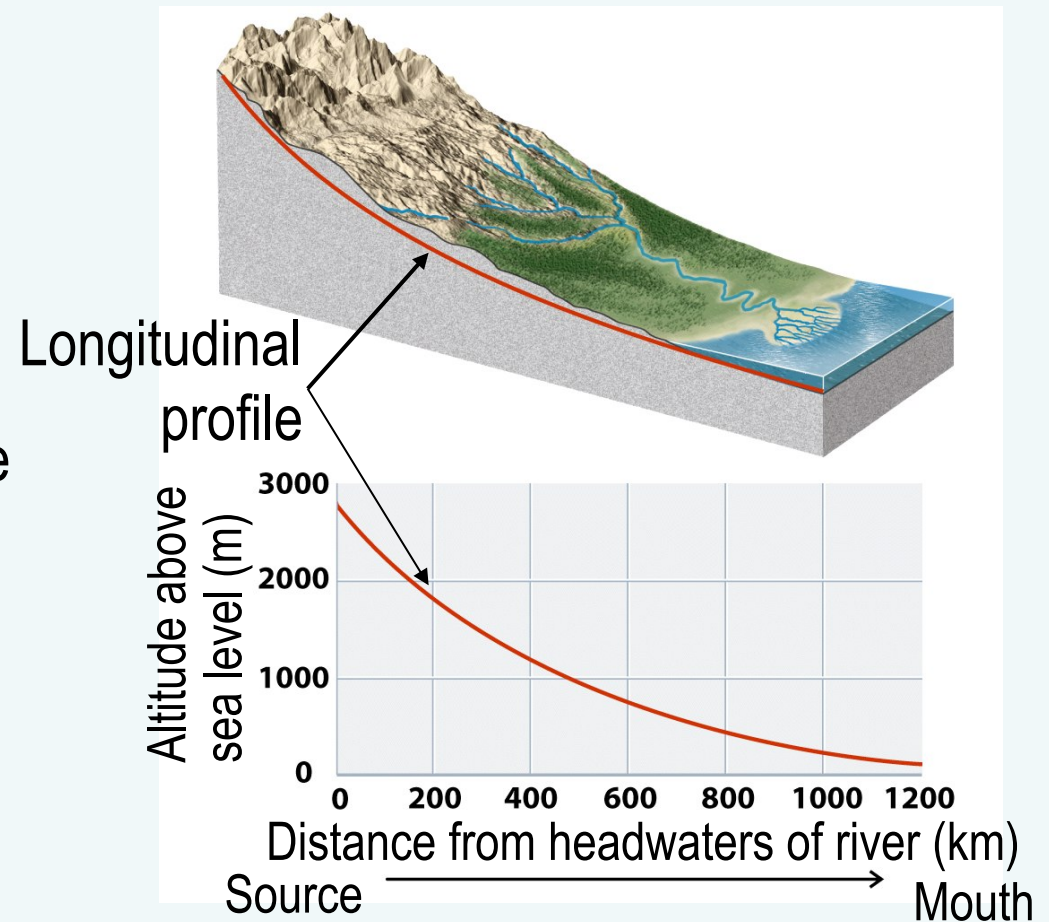 Longitudinal
profile
e
3000
2000
1000
0
Altitude above
sea level (m)
0 200 400 600 800 1000 1200
Distance from headwaters of river (km)
Source
Mouth